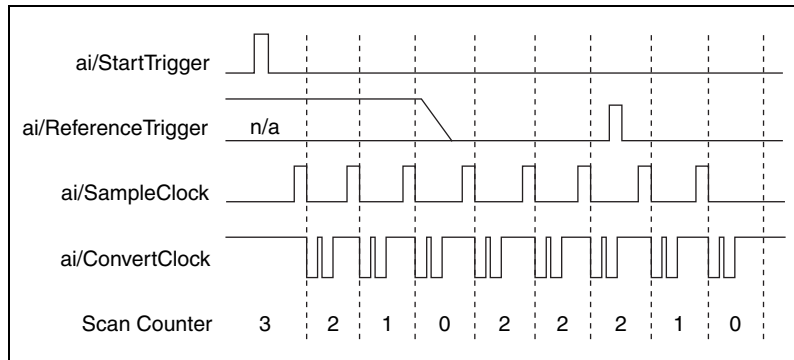 ai/StartTrigger
ai/ReferenceTrigger
n/a
ai/SampleClock
ai/ConvertClock
Scan Counter 3 2 1 0 2 2 2 1 0